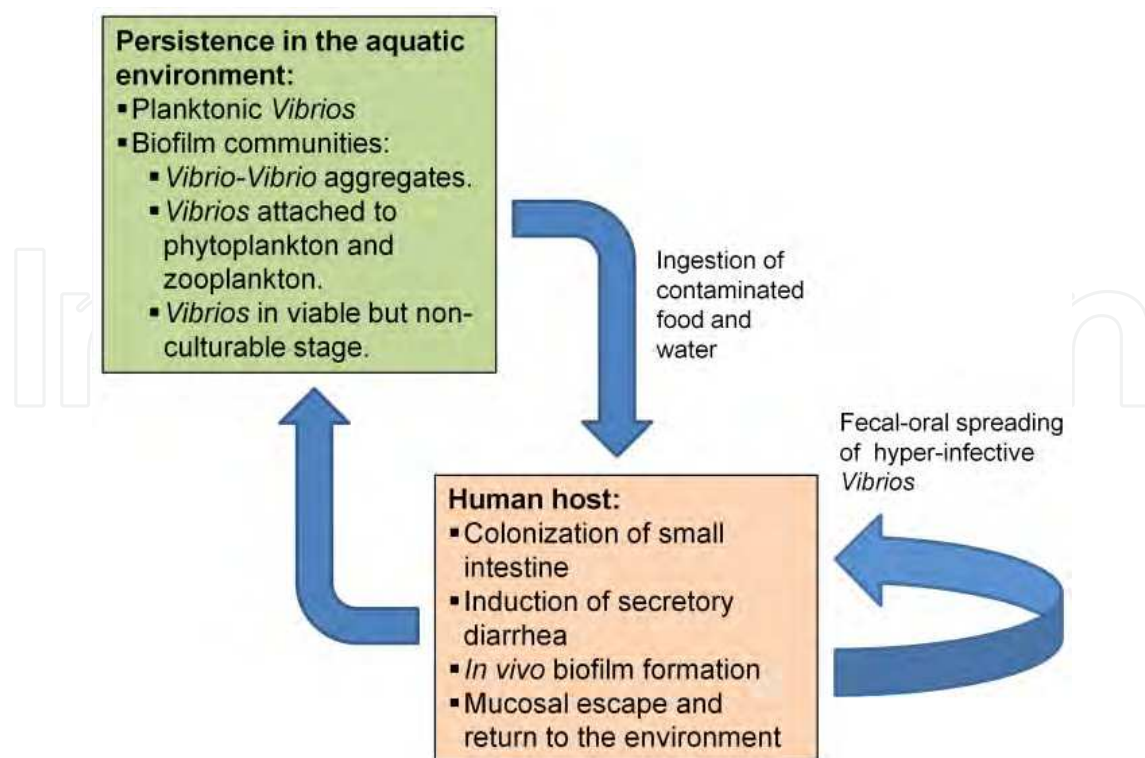 Persistence in the aquatic
environment:
▪Planktonic Vibrios
▪Biofilm communities:
▪Vibrio-Vibrio aggregates.
▪Vibrios attached to
phytoplankton and
zooplankton.
▪Vibrios in viable but non-
culturable stage.
Ingestion of
contaminated
food and
water
Fecal-oral spreading
of hyper-infective
Vibrios
Human host:
▪Colonization of small
intestine
▪Induction of secretory
diarrhea
▪In vivo biofilm formation
▪Mucosal escape and
return to the environment